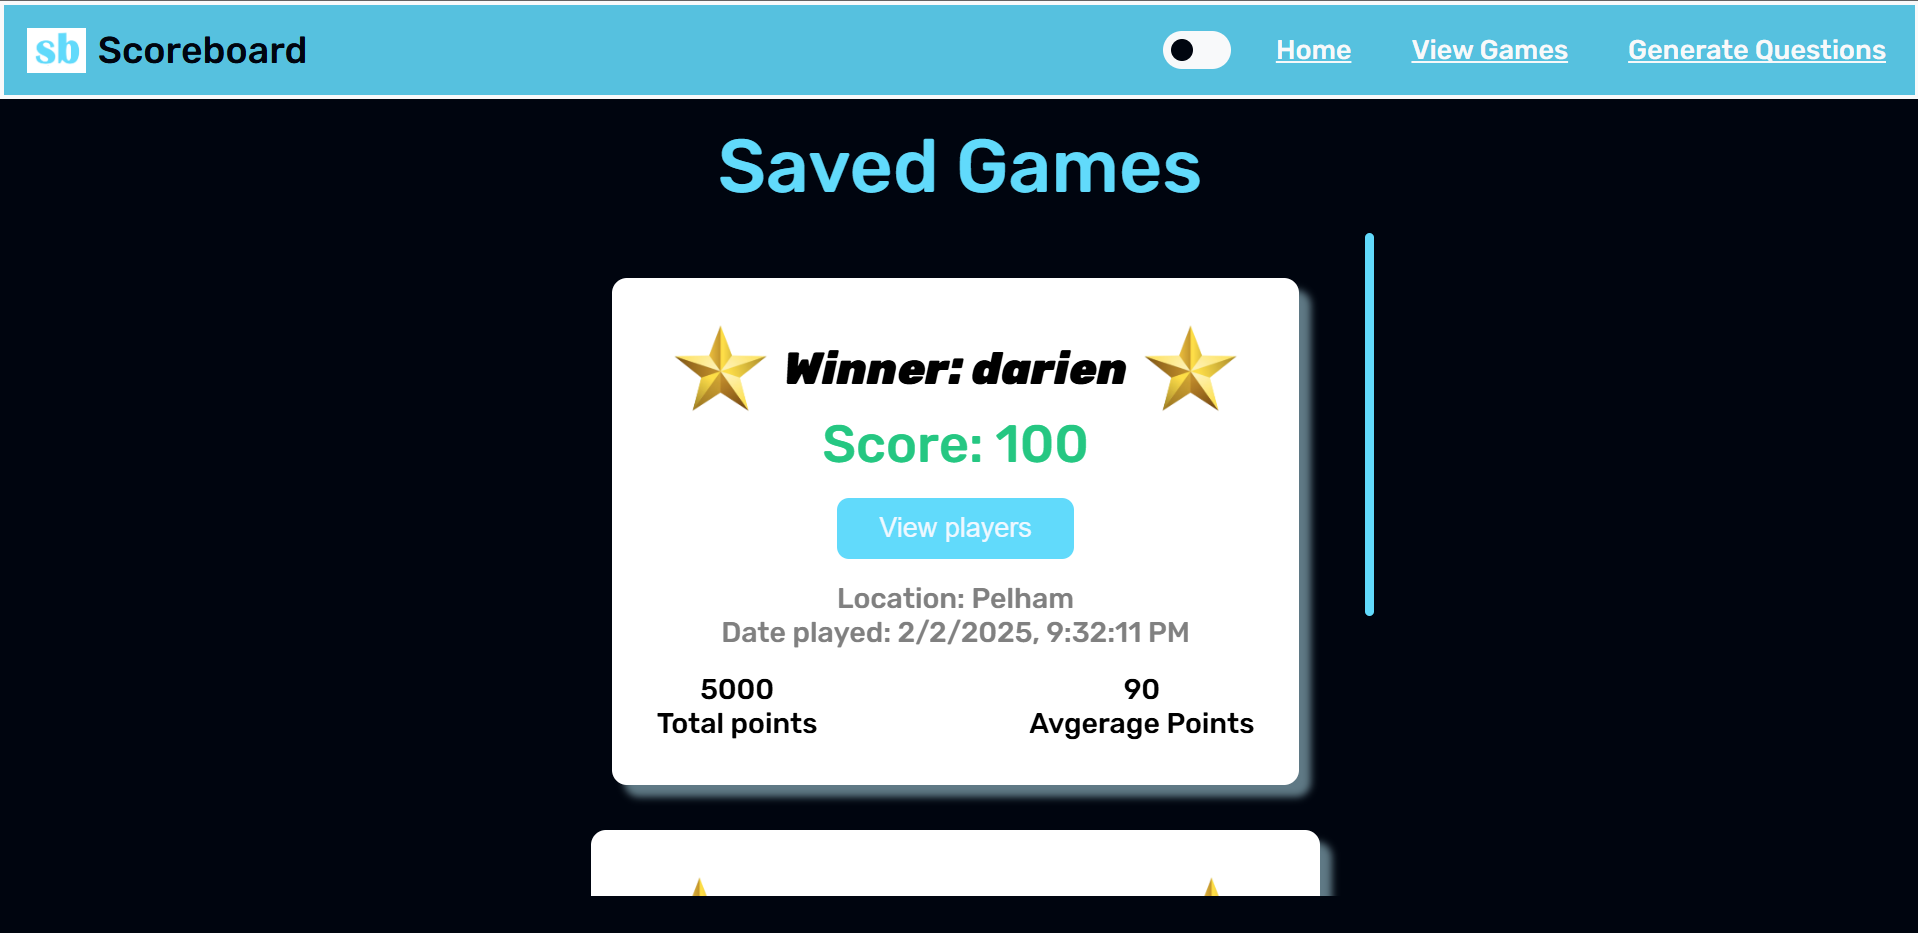 sb Scoreboard
Home
View Games
Generate Questions
Saved Games
Winner: darien
Score: 100
View players
Location: Pelham
Date played: 2/2/2025, 9:32:11 PM
5000
Total points
90
Avgerage Points